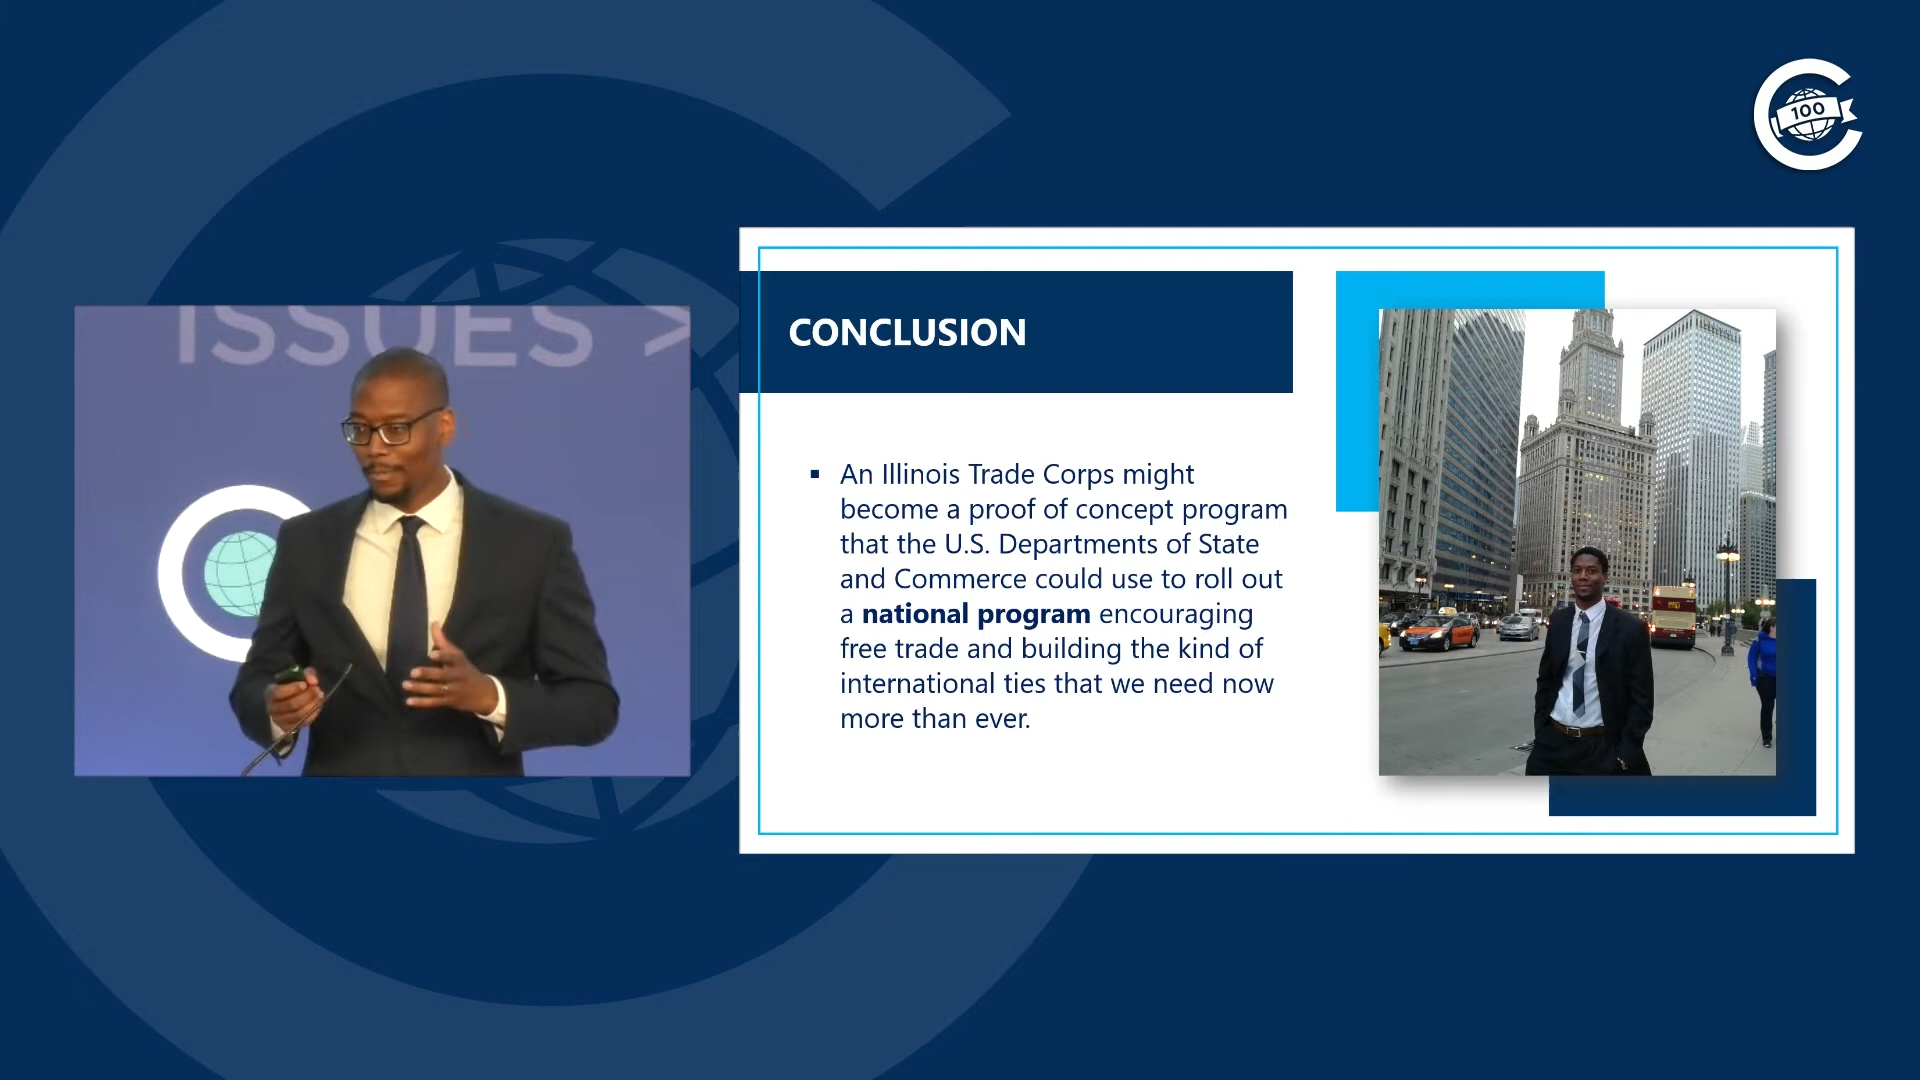 100
ISSUES >
CONCLUSION
▪ An Illinois Trade Corps might
become a proof of concept program
that the U.S. Departments of State
and Commerce could use to roll out
a national program encouraging
free trade and building the kind of
international ties that we need now
more than ever.